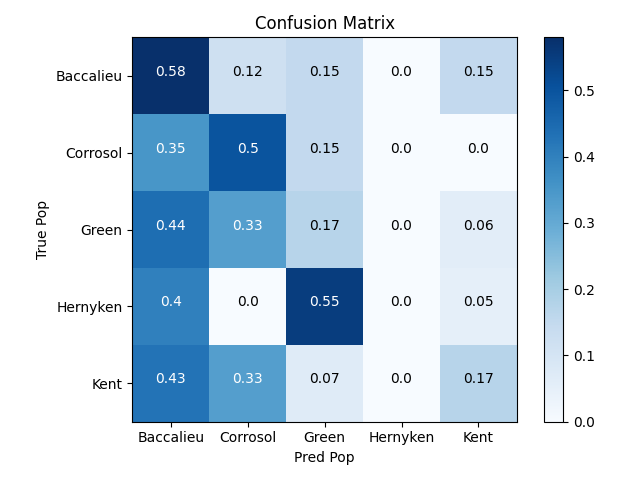 Confusion Matrix
Baccalieu 0.58 0.12 0.15 0.0 0.15
Corrosol 0.35 0.5 0.15 0.0 0.0
Green 0.44 0.33 0.17 0.0 0.06
Hernyken 0.4 0.0 0.55 0.0 0.05
Kent 0.43 0.33 0.07 0.0 0.17
Baccalieu Corrosol Green Hernyken Kent
Pred Pop
True Pop
0.5
0.4
0.3
0.2
0.1
0.0